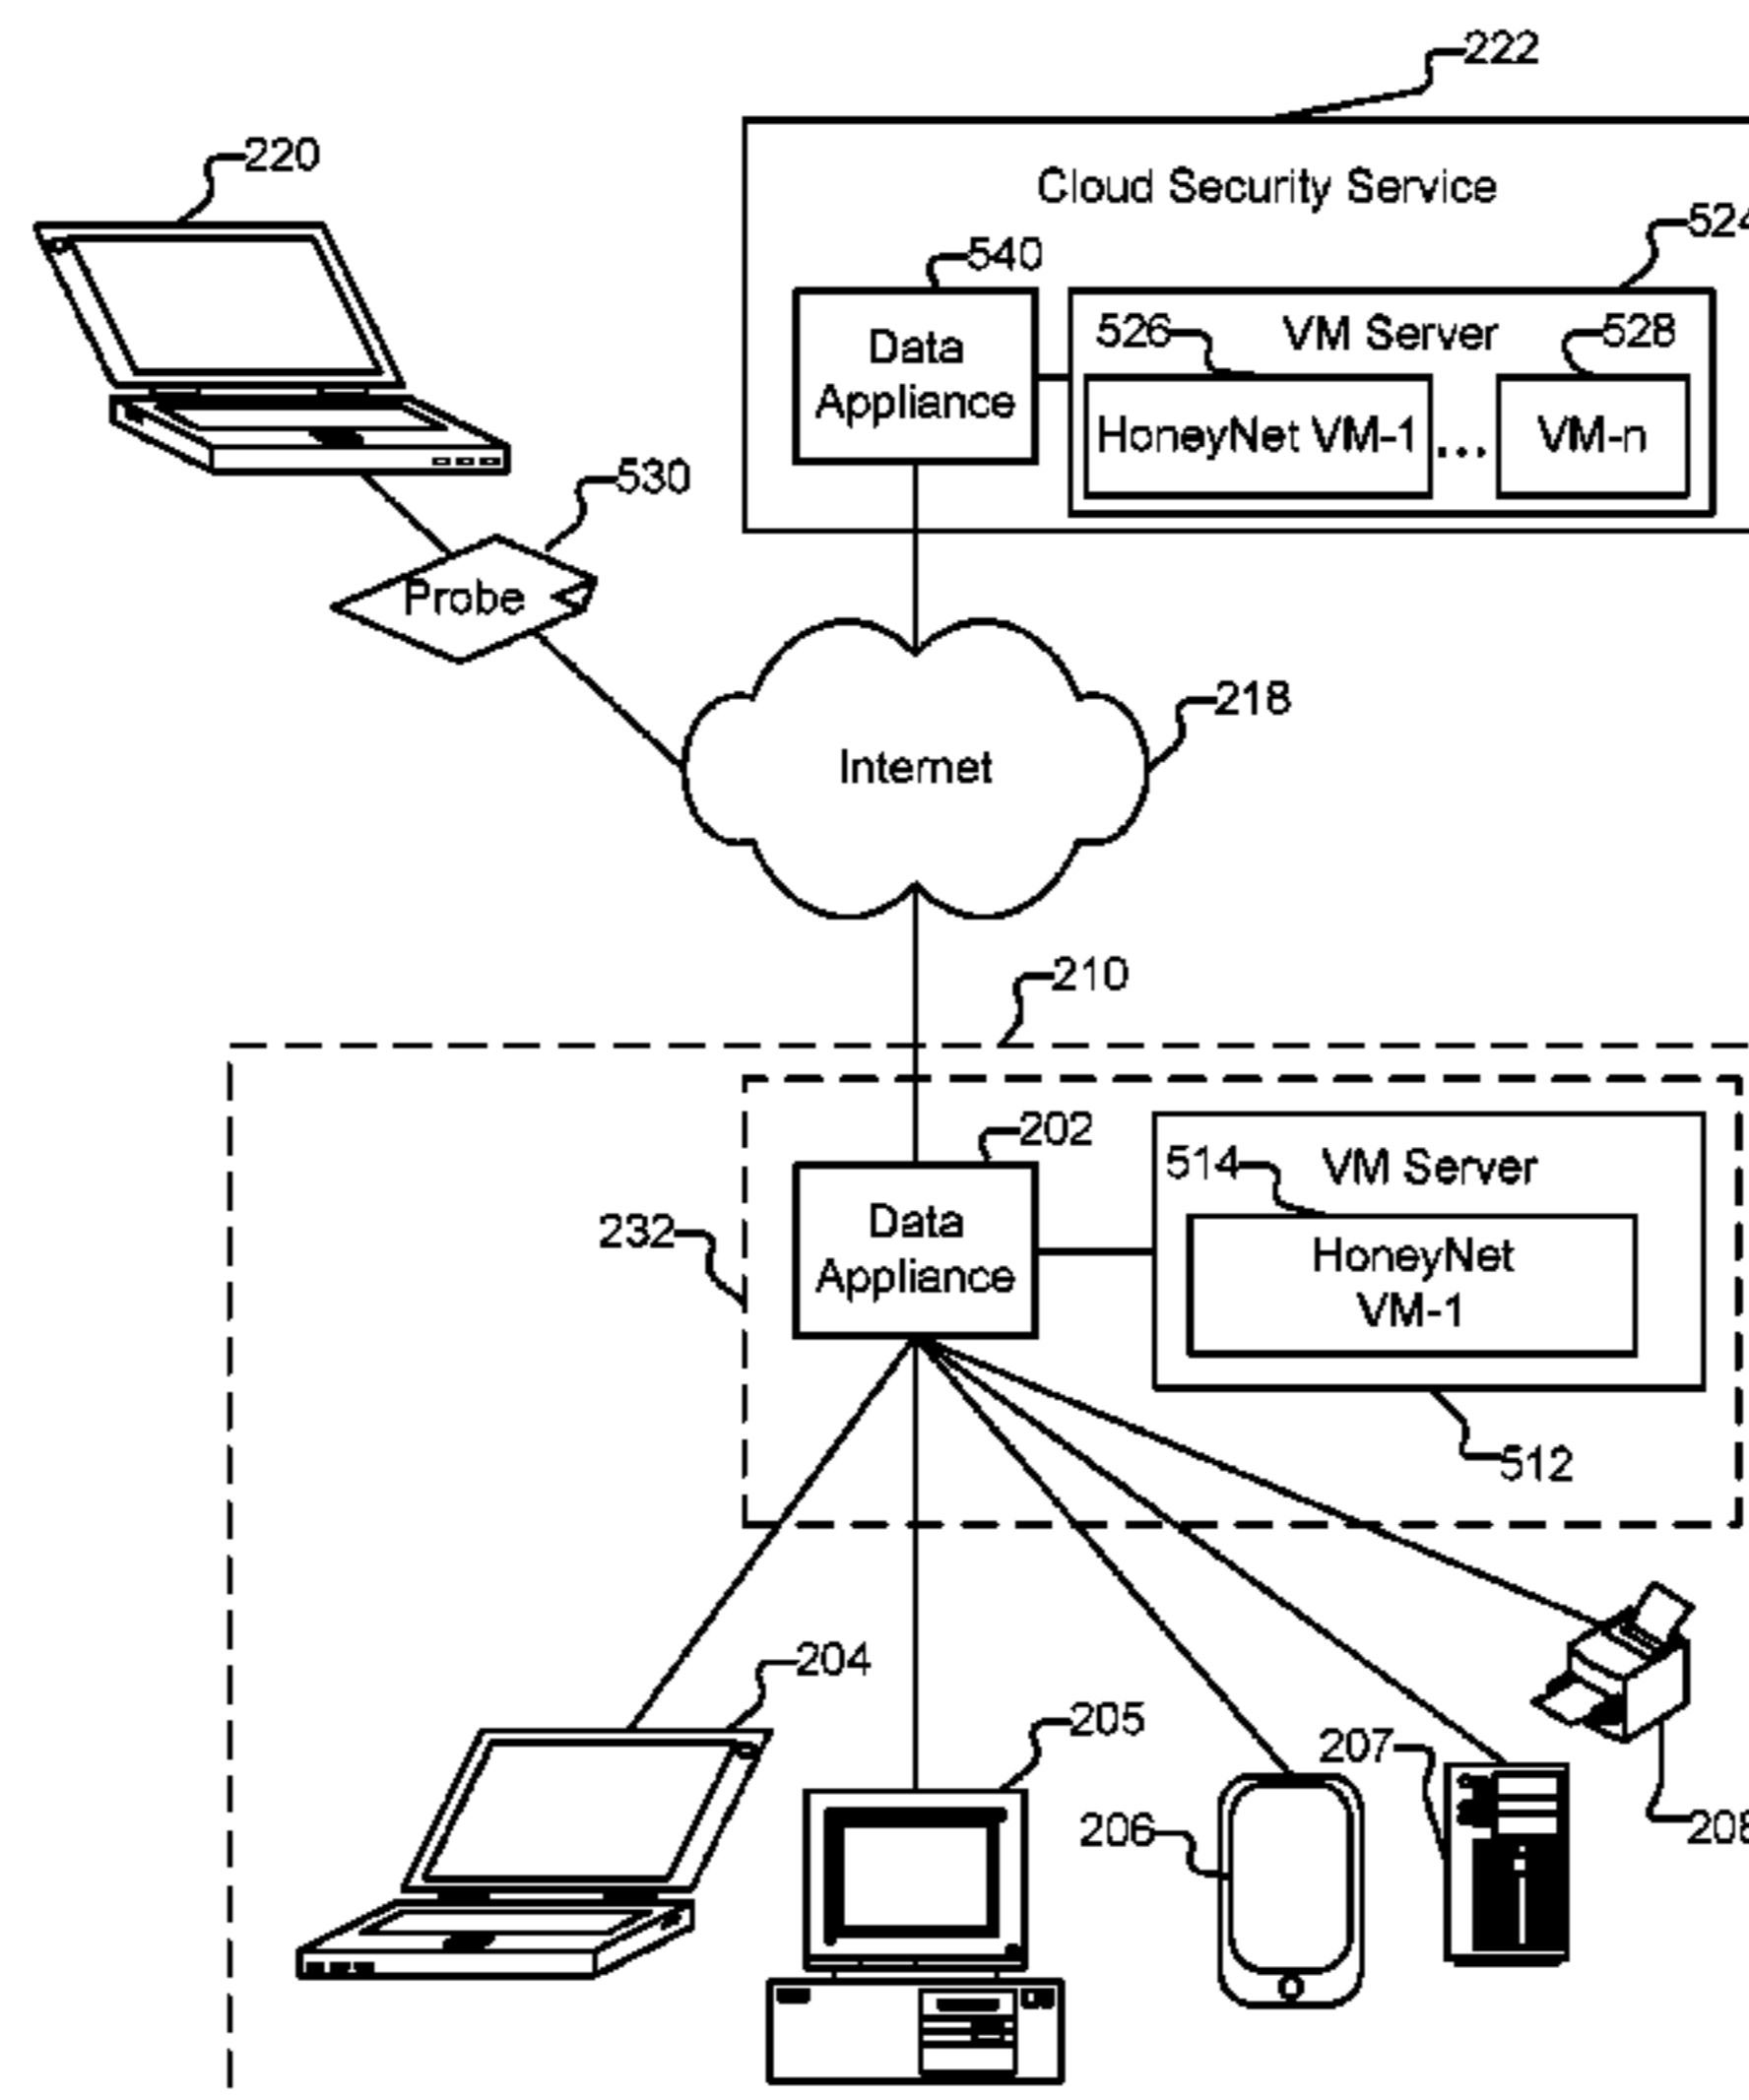 222
220
Cloud Security Service
524
540
Data
Appliance
526
VM Server
528
HoneyNet VM-1
...
VM-n
530
Probe
218
Internet
210
202
Data
Appliance
232
514
VM Server
HoneyNet
VM-1
512
204
205
206
207
208